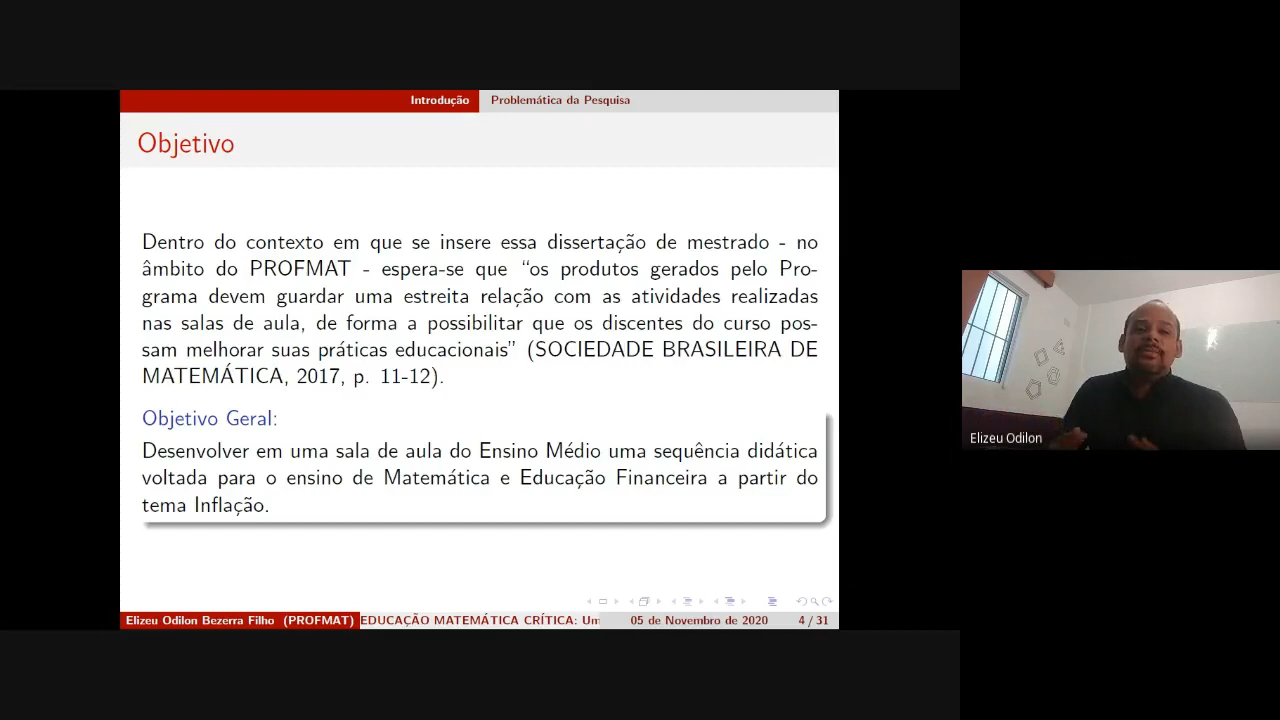 Introdução Problemática da Pesquisa
Objetivo
Dentro do contexto em que se insere essa dissertação de mestrado - no
âmbito do PROFMAT - espera-se que “os produtos gerados pelo Pro-
grama devem guardar uma estreita relação com as atividades realizadas
nas salas de aula, de forma a possibilitar que os discentes do curso pos-
sam melhorar suas práticas educacionais” (SOCIEDADE BRASILEIRA DE
MATEMÁTICA, 2017, p. 11-12).
Objetivo Geral:
Desenvolver em uma sala de aula do Ensino Médio uma sequência didática
voltada para o ensino de Matemática e Educação Financeira a partir do
tema Inflação.
Elizeu Odilon Bezerra Filho (PROFMAT) EDUCAÇÃO MATEMÁTICA CRÍTICA: Um 05 de Novembro de 2020 4 / 31
Elizeu Odilon